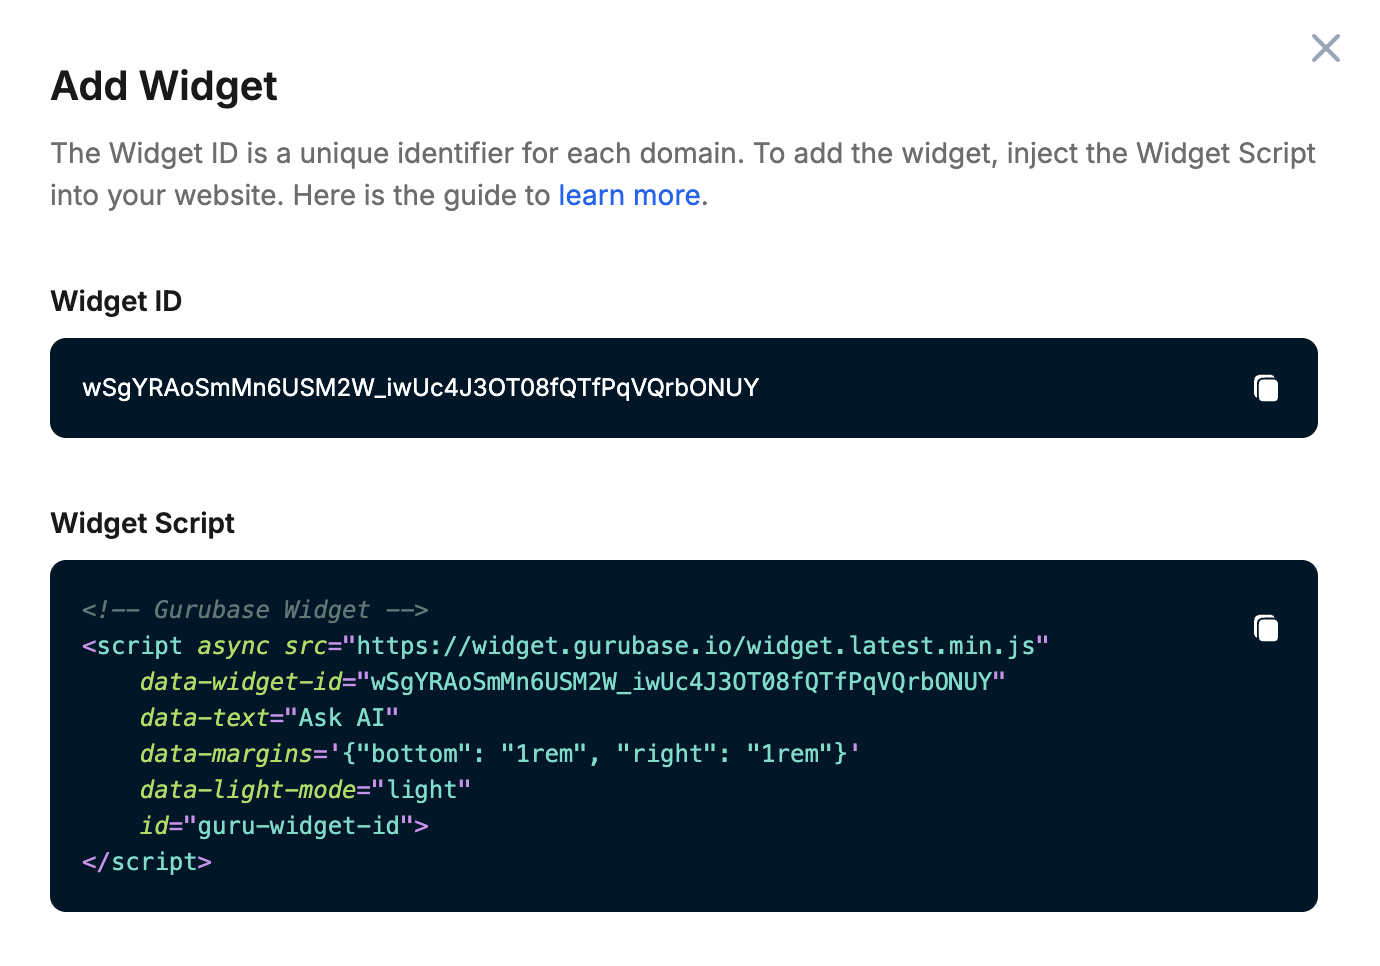 Add Widget
The Widget ID is a unique identifier for each domain. To add the widget, inject the Widget Script
into your website. Here is the guide to learn more.
Widget ID
wSgYRAoSmMn6USM2W_iwUc4J3OT08fQTfPqVQrbONUY
Widget Script
<!-- Gurubase Widget -->
<script async src="https://widget.gurubase.io/widget.latest.min.js"
    data-widget-id="wSgYRAoSmMn6USM2W_iwUc4J3OT08fQTfPqVQrbONUY"
    data-text="Ask AI"
    data-margins='{"bottom": "1rem", "right": "1rem"}'
    data-light-mode="light"
    id="guru-widget-id">
</script>